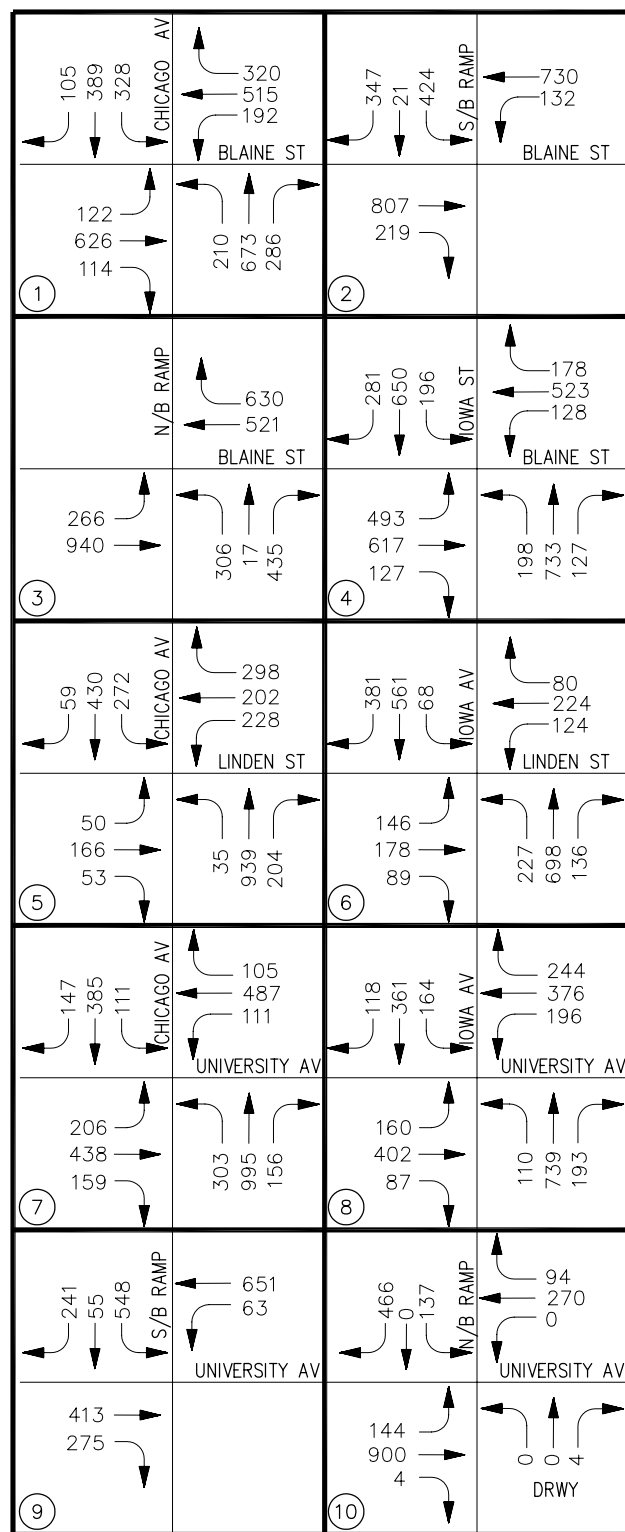 105 389 328
CHICAGO AV
320
515
192
BLAINE ST
122
626
114
210 673 286
1
347 21 424
S/B RAMP
730
132
BLAINE ST
807
219
2
N/B RAMP
630
521
BLAINE ST
266
940
306 17 435
3
281 650 196
IOWA ST
178
523
128
BLAINE ST
493
617
127
198 733 127
4
59 430 272
CHICAGO AV
298
202
228
LINDEN ST
50
166
53
35 939 204
5
381 561 68
IOWA AV
80
224
124
LINDEN ST
146
178
89
227 698 136
6
147 385 111
CHICAGO AV
105
487
111
UNIVERSITY AV
206
438
159
303 995 156
7
118 361 164
IOWA AV
244
376
196
UNIVERSITY AV
160
402
87
110 739 193
8
241 55 548
S/B RAMP
651
63
UNIVERSITY AV
413
275
9
466 0 137
N/B RAMP
94
270
0
UNIVERSITY AV
144
900
4
0 0 4
DRWY
10